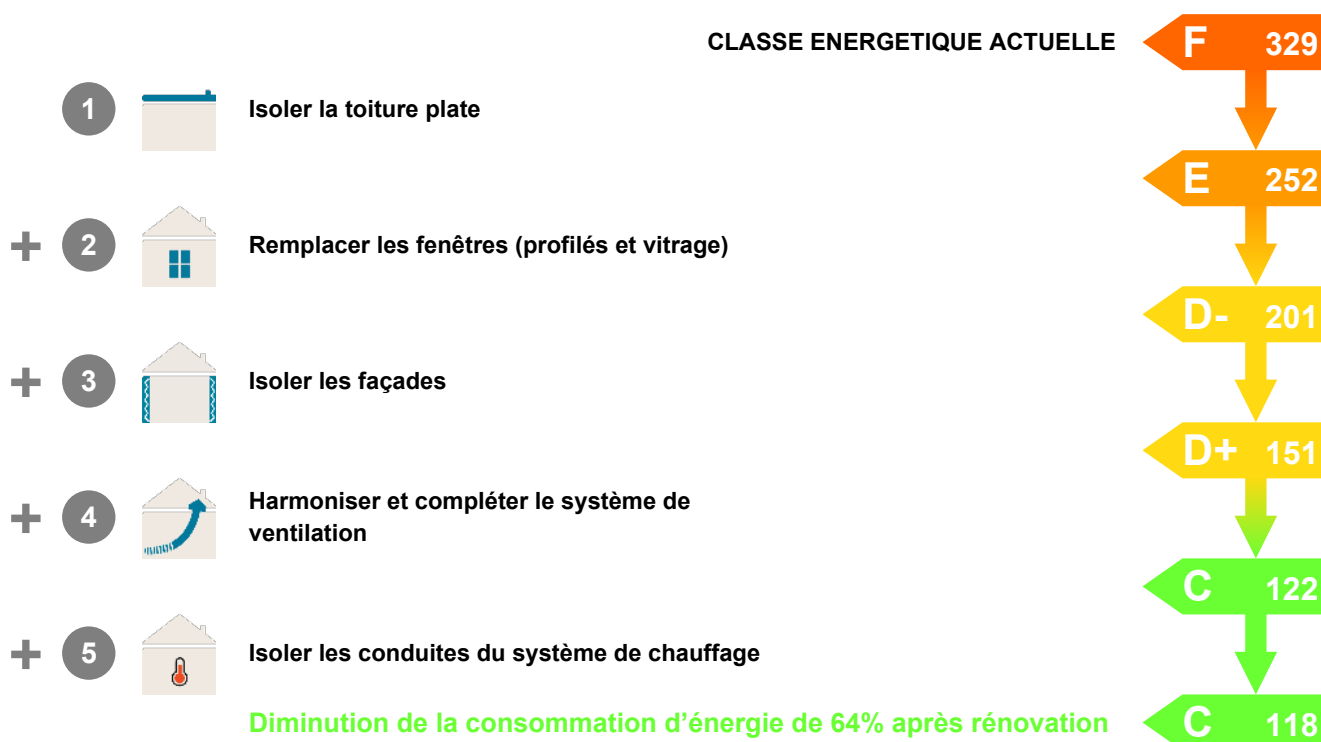 CLASSE ENERGETIQUE ACTUELLE F 329
1 Isoler la toiture plate
E 252
+ 2 Remplacer les fenêtres (profilés et vitrage)
D- 201
+ 3 Isoler les façades
D+ 151
+ 4 Harmoniser et compléter le système de
ventilation
C 122
+ 5 Isoler les conduites du système de chauffage
Diminution de la consommation d’énergie de 64% après rénovation C 118